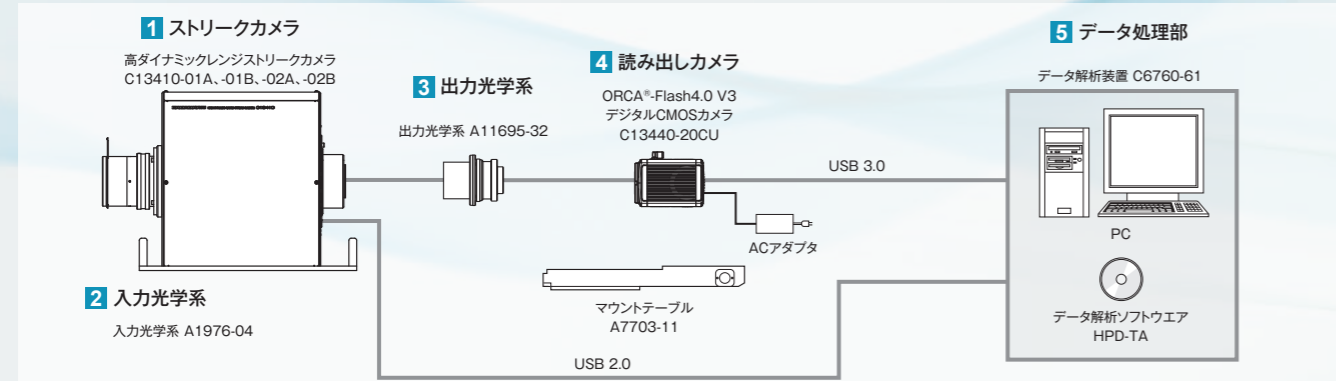 1 ストリークカメラ
高ダイナミックレンジストリークカメラ
C13410-01A、-01B、-02A、-02B
2 入力光学系
入力光学系 A1976-04
3 出力光学系
出力光学系 A11695-32
4 読み出しカメラ
ORCA®-Flash4.0 V3
デジタルCMOSカメラ
C13440-20CU
ACアダプタ
マウントテーブル
A7703-11
USB 3.0
USB 2.0
5 データ処理部
データ解析装置 C6760-61
PC
データ解析ソフトウエア
HPD-TA